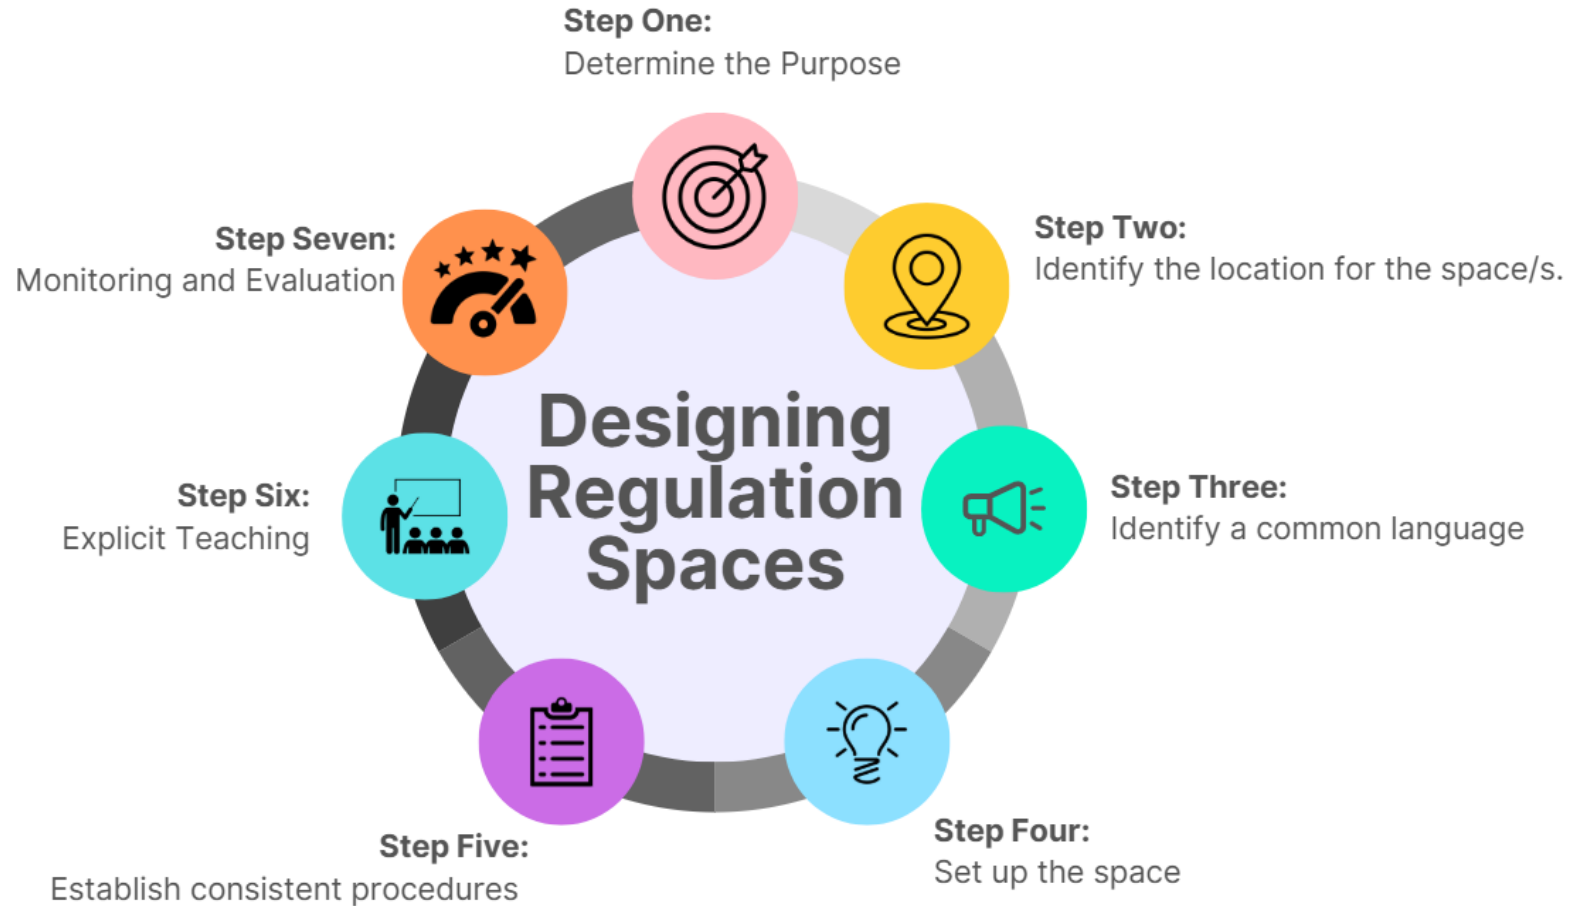 Step One:
Determine the Purpose
Step Two:
Identify the location for the space/s.
Step Three:
Identify a common language
Step Four:
Set up the space
Step Five:
Establish consistent procedures
Step Six:
Explicit Teaching
Step Seven:
Monitoring and Evaluation
Designing
Regulation
Spaces